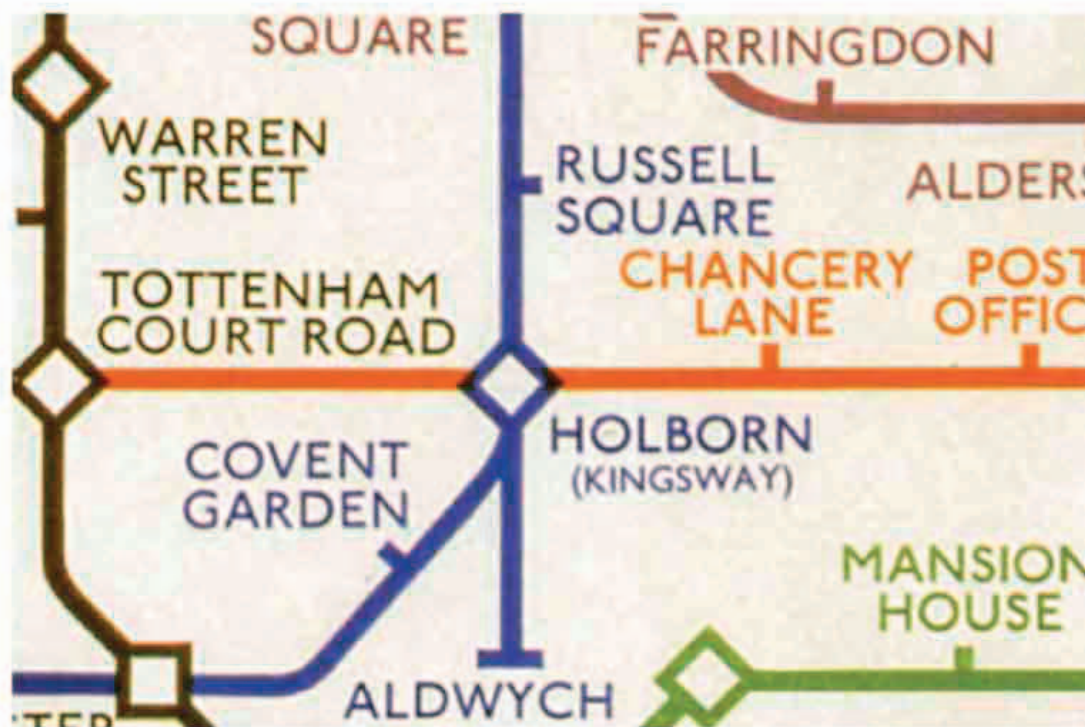 SQUARE
FARRINGDON
WARREN
STREET
RUSSELL
SQUARE
ALDERS
CHANCERY
LANE
POST
OFFIC
TOTTENHAM
COURT ROAD
HOLBORN
(KINGSWAY)
COVENT
GARDEN
MANSION
HOUSE
ALDWYCH
TER